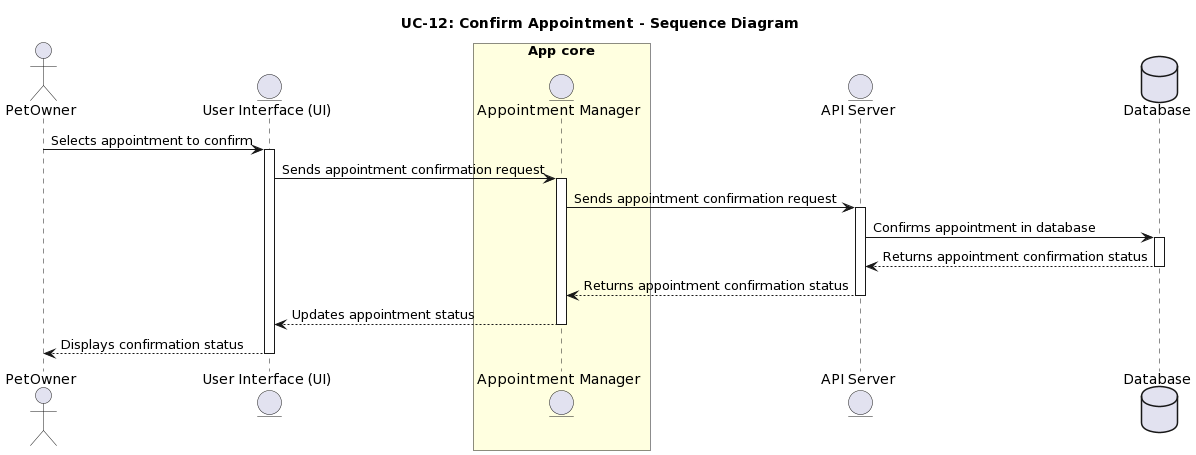 UC-12: Confirm Appointment - Sequence Diagram
App core
PetOwner
User Interface (UI)
Appointment Manager
API Server
Database
Selects appointment to confirm
Sends appointment confirmation request
Sends appointment confirmation request
Confirms appointment in database
Returns appointment confirmation status
Returns appointment confirmation status
Updates appointment status
Displays confirmation status
PetOwner
User Interface (UI)
Appointment Manager
API Server
Database